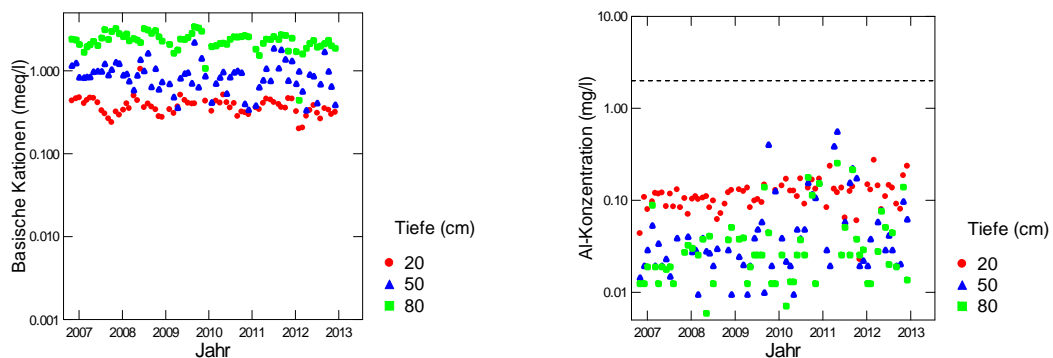 Basische Kationen (meq/l)
1.000
0.100
0.010
0.001
2007 2008 2009 2010 2011 2012 2013
Jahr
Tiefe (cm)
20
50
80
Al-Konzentration (mg/l)
10.00
1.00
0.10
0.01
2007 2008 2009 2010 2011 2012 2013
Jahr
Tiefe (cm)
20
50
80